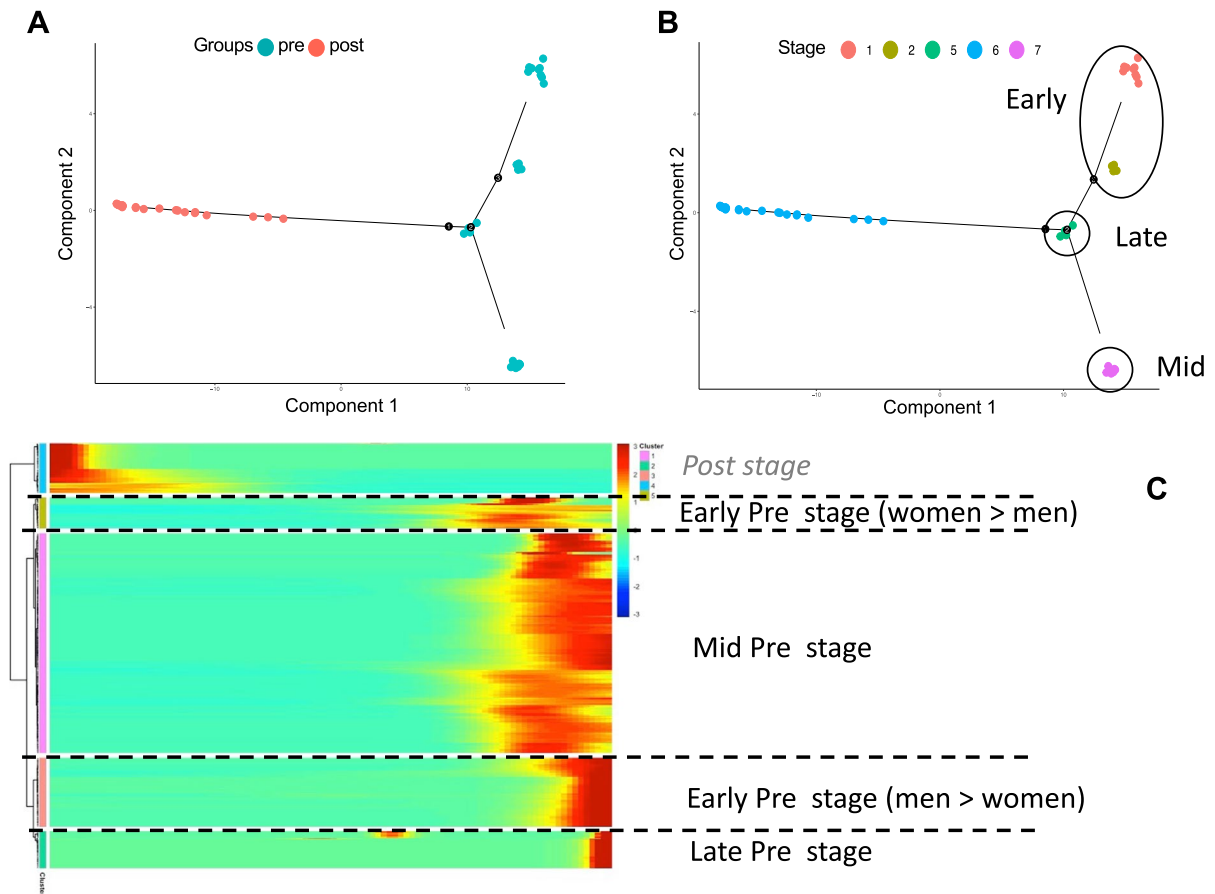 A
Groups pre post
Component 2
4
0
-4
3
1
2
-10
0
10
Component 1
B
Stage 1 2 5 6 7
Early
Late
Mid
Component 2
4
0
-4
2
-10
0
10
Component 1
C
3
2
1
-1
-2
-3
Cluster
1
2
3
4
5
Post stage
Early Pre stage (women > men)
Mid Pre stage
Early Pre stage (men > women)
Late Pre stage